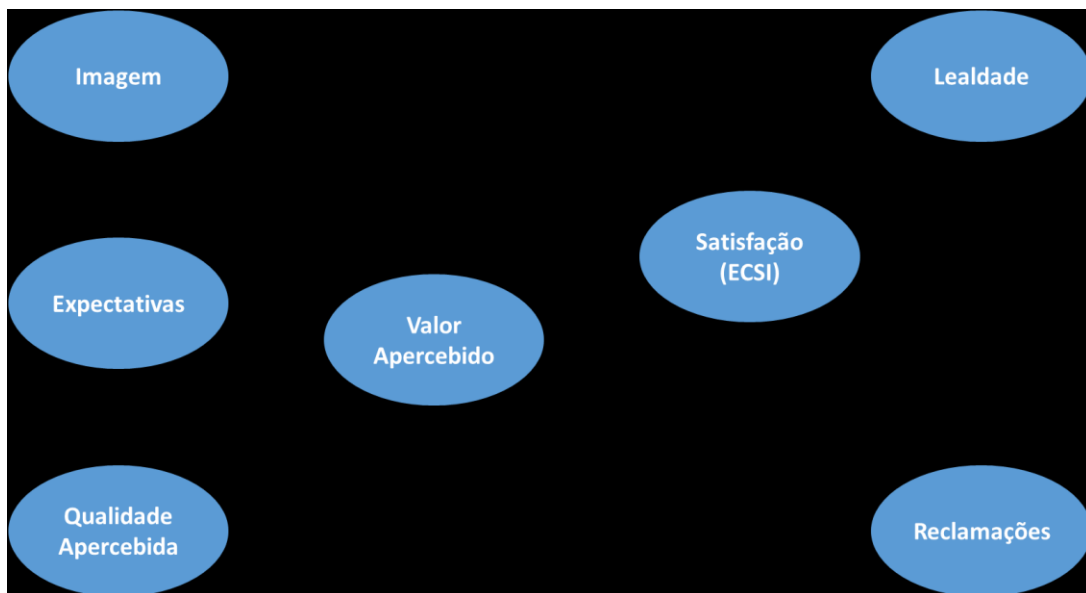 Imagem
Lealdade
Satisfação
(ECSI)
Expectativas
Valor
Apercebido
Qualidade
Apercebida
Reclamações